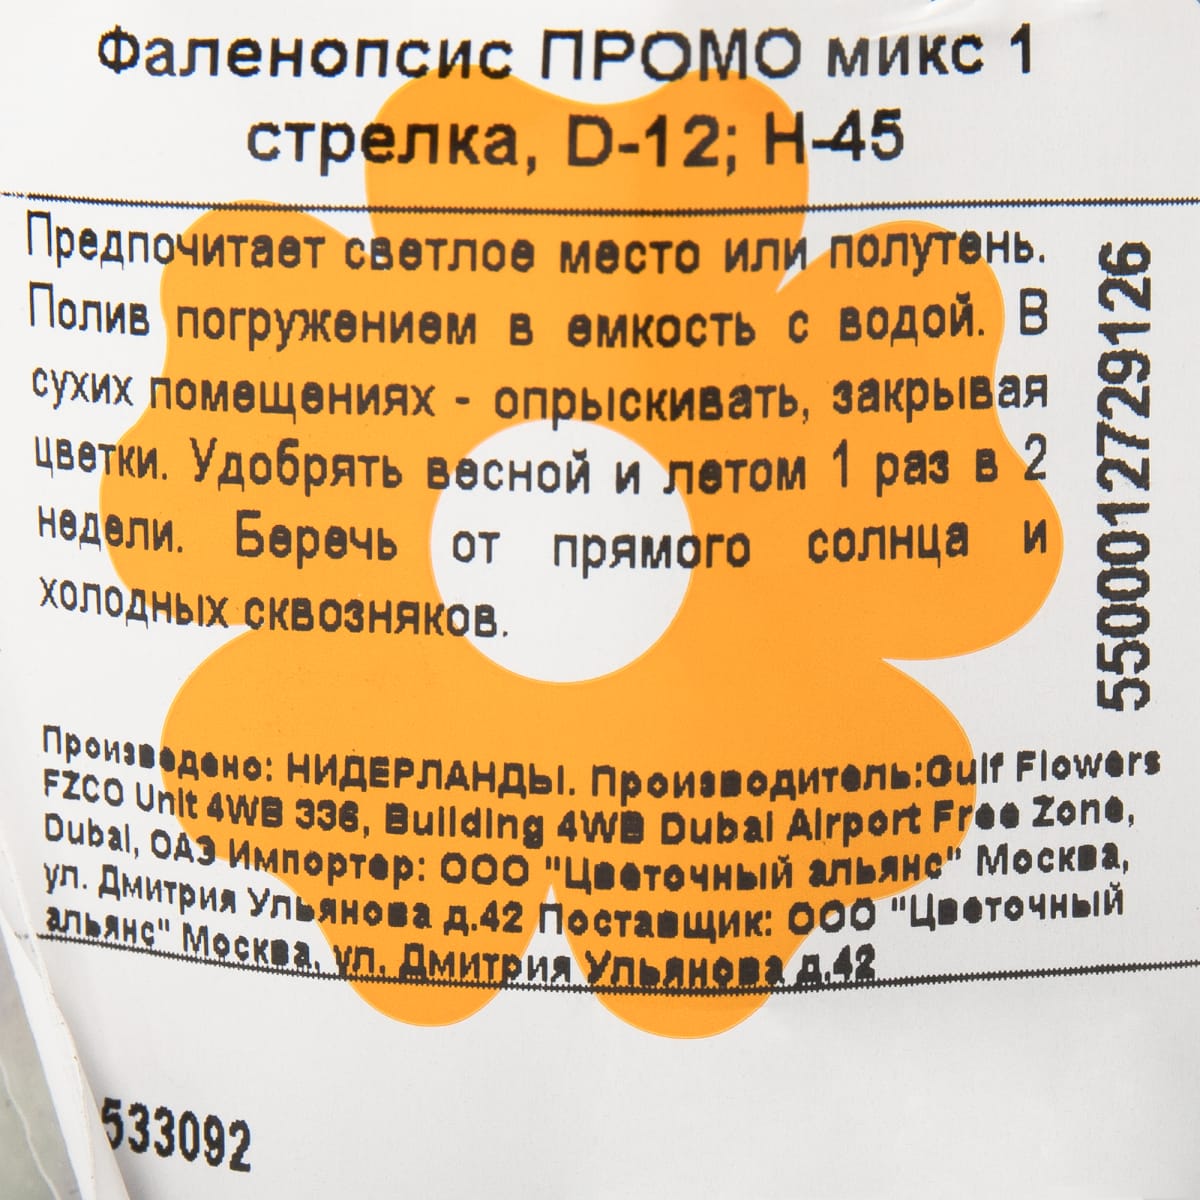 Фаленопсис ПРОМО микс 1
стрелка, D-12; H-45
Предпочитает светлое место или полутень.
Полив погружением в емкость с водой. В
сухих помещениях - опрыскивать, закрывая
цветки. Удобрять весной и летом 1 раз в 2
недели. Беречь от прямого солнца и
холодных сквозняков.
5500012729126
Произведено: НИДЕРЛАНДЫ. Производитель:Gulf Flowers
FZCO Unit 4WB 336, Building 4WB Dubai Airport Free Zone,
Dubai, ОАЭ Импортер: ООО "Цветочный альянс" Москва,
ул. Дмитрия Ульянова д.42 Поставщик: ООО "Цветочный
альянс" Москва, ул. Дмитрия Ульянова д.42
533092